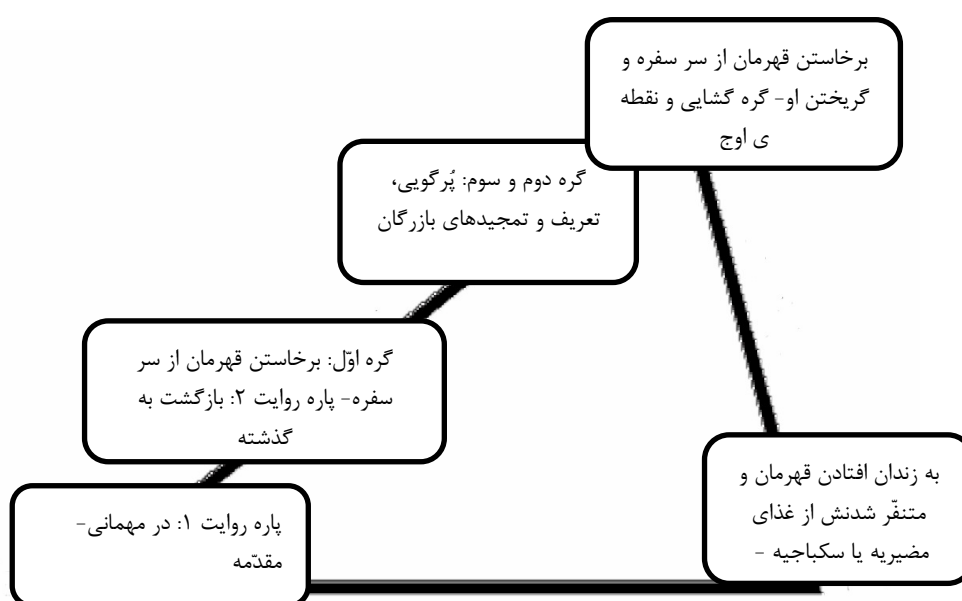 برخاستن قهرمان از سر سفره و
گریختن او- گره گشایی و نقطه
ی اوج
گره دوم و سوم: پُرگویی،
تعریف و تمجیدهای بازرگان
گره اوّل: برخاستن قهرمان از سر
سفره- پاره روایت ۲: بازگشت به
گذشته
پاره روایت ۱: در مهمانی-
مقدّمه
به زندان افتادن قهرمان و
متنفّر شدنش از غذای
مضیریه یا سکباجیه -